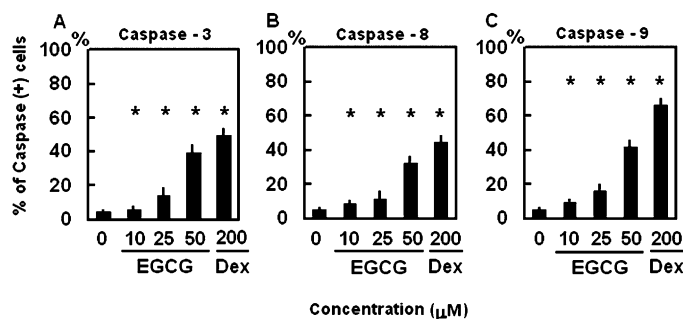 A Caspase - 3
B Caspase - 8
C Caspase - 9
% of Caspase (+) cells
%
100
80
60
40
20
0
* * * *
0 10 25 50 200
EGCG Dex
%
100
80
60
40
20
0
* * * *
0 10 25 50 200
EGCG Dex
%
100
80
60
40
20
0
* * * *
0 10 25 50 200
EGCG Dex
Concentration (μM)